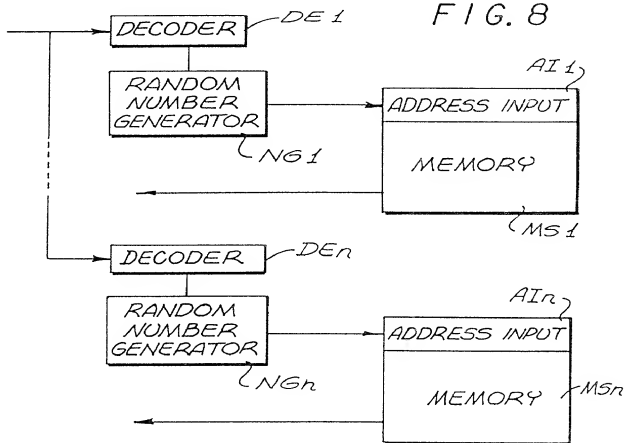 FIG. 8
DECODER
DE1
RANDOM
NUMBER
GENERATOR
NG1
AI1
ADDRESS INPUT
MEMORY
MS1
DECODER
DEn
RANDOM
NUMBER
GENERATOR
NGn
AIn
ADDRESS INPUT
MEMORY
MSn